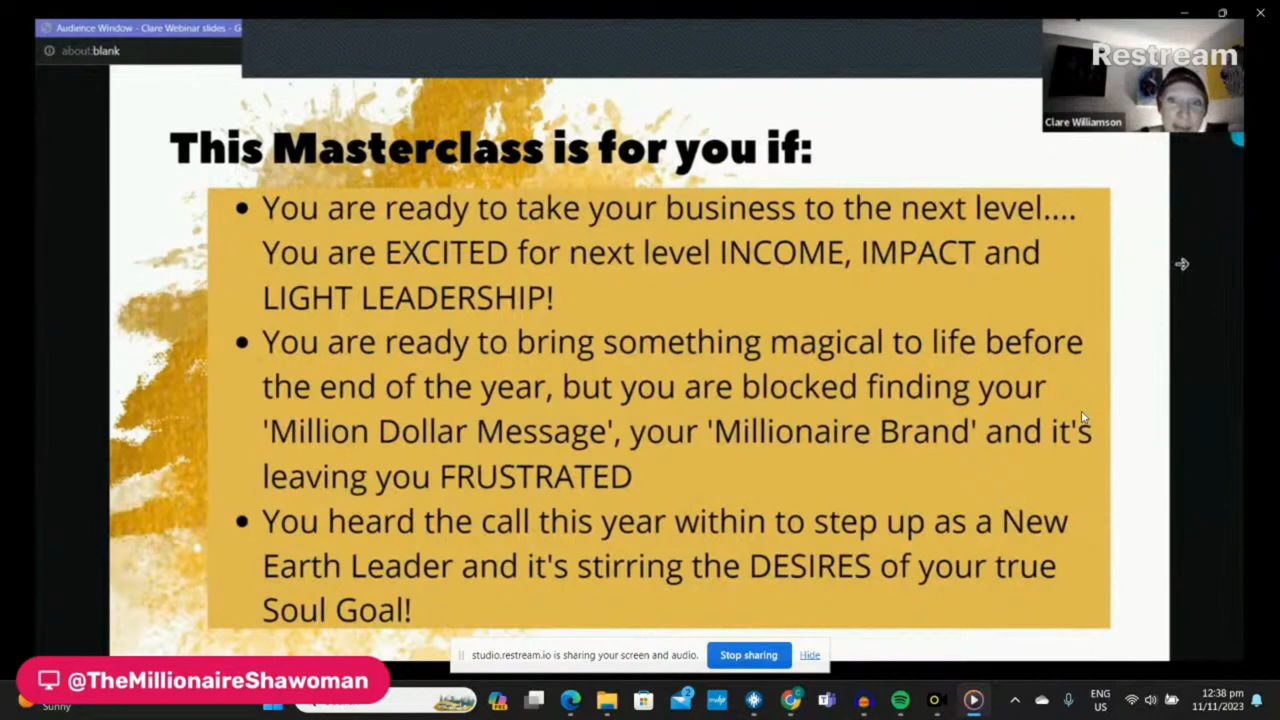 Audience Window - Clare Webinar slides - G
about:blank
Restream
Clare Williamson
This Masterclass is for you if:
• You are ready to take your business to the next level....
You are EXCITED for next level INCOME, IMPACT and
LIGHT LEADERSHIP!
• You are ready to bring something magical to life before
the end of the year, but you are blocked finding your
'Million Dollar Message', your 'Millionaire Brand' and it's
leaving you FRUSTRATED
• You heard the call this year within to step up as a New
Earth Leader and it's stirring the DESIRES of your true
Soul Goal!
studio.restream.io is sharing your screen and audio.
Stop sharing
Hide
@TheMillionaireShawoman
Sunny
2
ENG
US
12:38 pm
11/11/2023